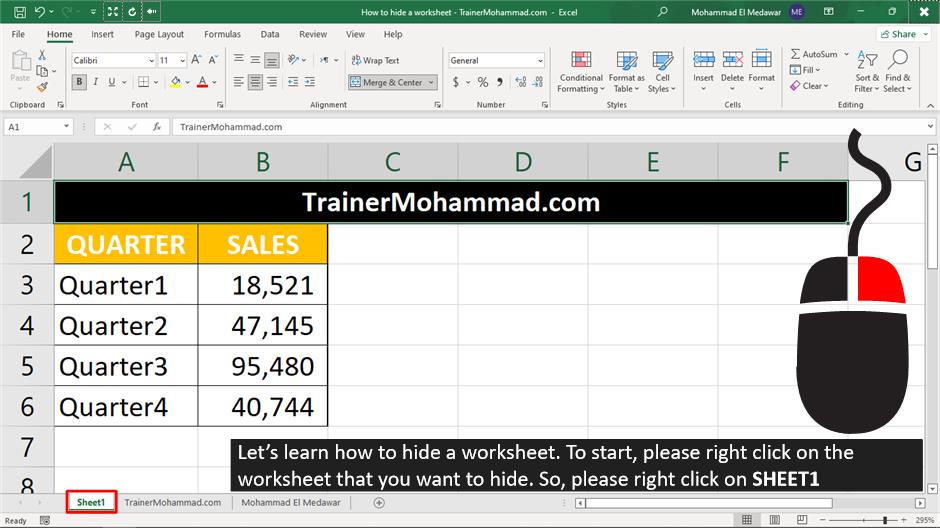 How to hide a worksheet - TrainerMohammad.com - Excel
Mohammad El Medawar ME
File Home Insert Page Layout Formulas Data Review View Help Share
Paste
Calibri 11
B I U
Wrap Text
Merge & Center
General
$ % ,
Conditional Formatting
Format as Table
Cell Styles
Insert Delete Format
AutoSum
Fill
Clear
Sort & Filter
Find & Select
Clipboard Font Alignment Number Styles Cells Editing
A1 fx TrainerMohammad.com
A B C D E F G
1 TrainerMohammad.com
2 QUARTER SALES
3 Quarter1 18,521
4 Quarter2 47,145
5 Quarter3 95,480
6 Quarter4 40,744
7
8
Let’s learn how to hide a worksheet. To start, please right click on the
worksheet that you want to hide. So, please right click on SHEET1
Sheet1 TrainerMohammad.com Mohammad El Medawar
Ready 295%